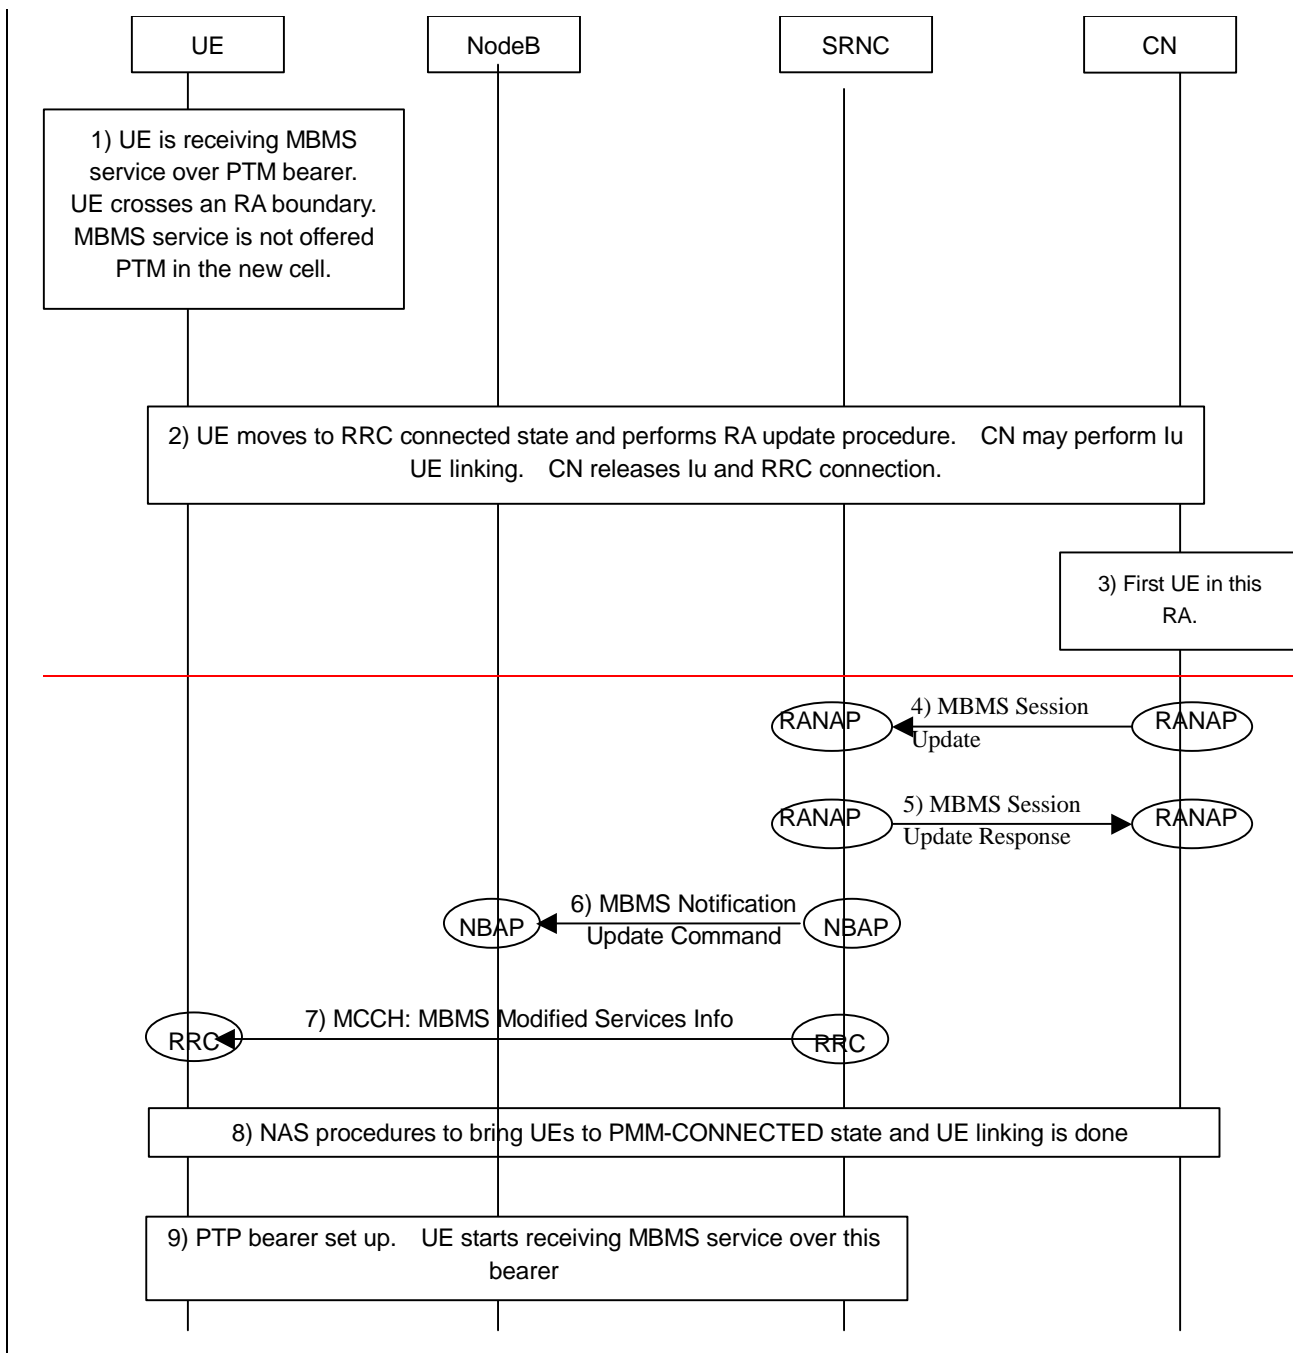 UE
NodeB
SRNC
CN
1) UE is receiving MBMS
service over PTM bearer.
UE crosses an RA boundary.
MBMS service is not offered
PTM in the new cell.
2) UE moves to RRC connected state and performs RA update procedure. CN may perform Iu
UE linking. CN releases Iu and RRC connection.
3) First UE in this
RA.
RANAP
4) MBMS Session
Update
RANAP
RANAP
5) MBMS Session
Update Response
RANAP
NBAP
6) MBMS Notification
Update Command
NBAP
RRC
7) MCCH: MBMS Modified Services Info
RRC
8) NAS procedures to bring UEs to PMM-CONNECTED state and UE linking is done
9) PTP bearer set up. UE starts receiving MBMS service over this
bearer